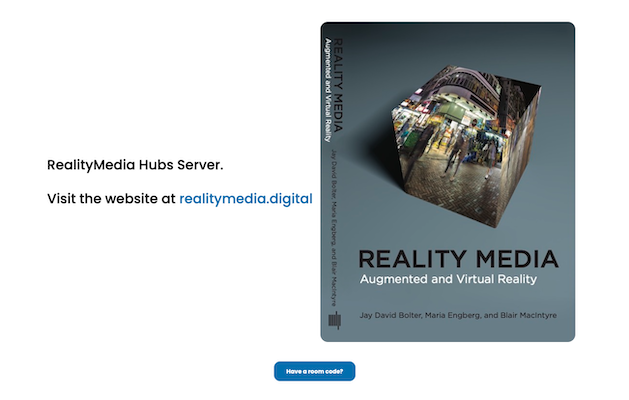 RealityMedia Hubs Server.
Visit the website at realitymedia.digital
REALITY MEDIA
Augmented and Virtual Reality
Jay David Bolter, Maria Engberg, and Blair MacIntyre
REALITY MEDIA
Augmented and Virtual Reality
Jay David Bolter, Maria Engberg, and Blair MacIntyre
Have a room code?